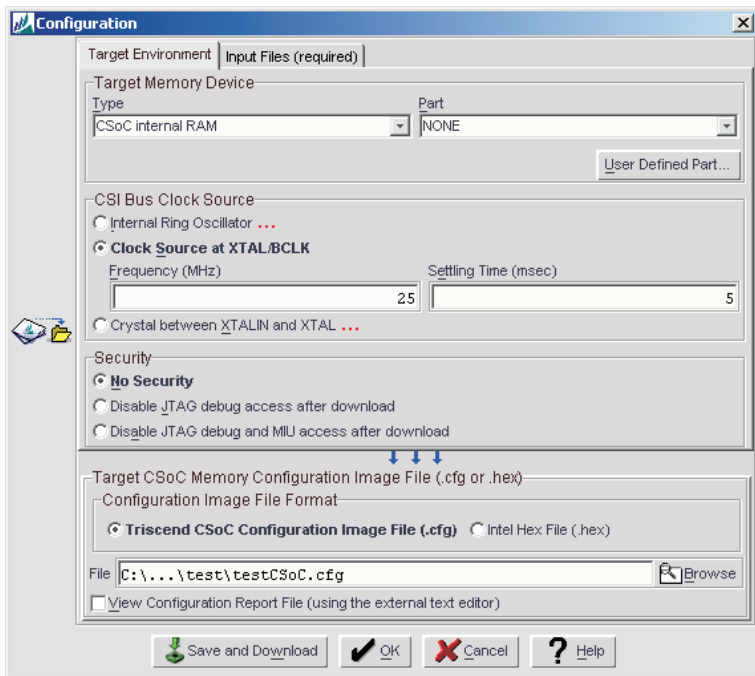 Configuration
Target Environment
Input Files (required)
Target Memory Device
Type
Part
CSoC internal RAM
NONE
User Defined Part...
CSI Bus Clock Source
Internal Ring Oscillator ...
Clock Source at XTAL/BCLK
Frequency (MHz)
Settling Time (msec)
25
5
Crystal between XTALIN and XTAL ...
Security
No Security
Disable JTAG debug access after download
Disable JTAG debug and MIU access after download
Target CSoC Memory Configuration Image File (.cfg or .hex)
Configuration Image File Format
Triscend CSoC Configuration Image File (.cfg)
Intel Hex File (.hex)
File
C:\...\test\testCSoC.cfg
Browse
View Configuration Report File (using the external text editor)
Save and Download
OK
Cancel
? Help